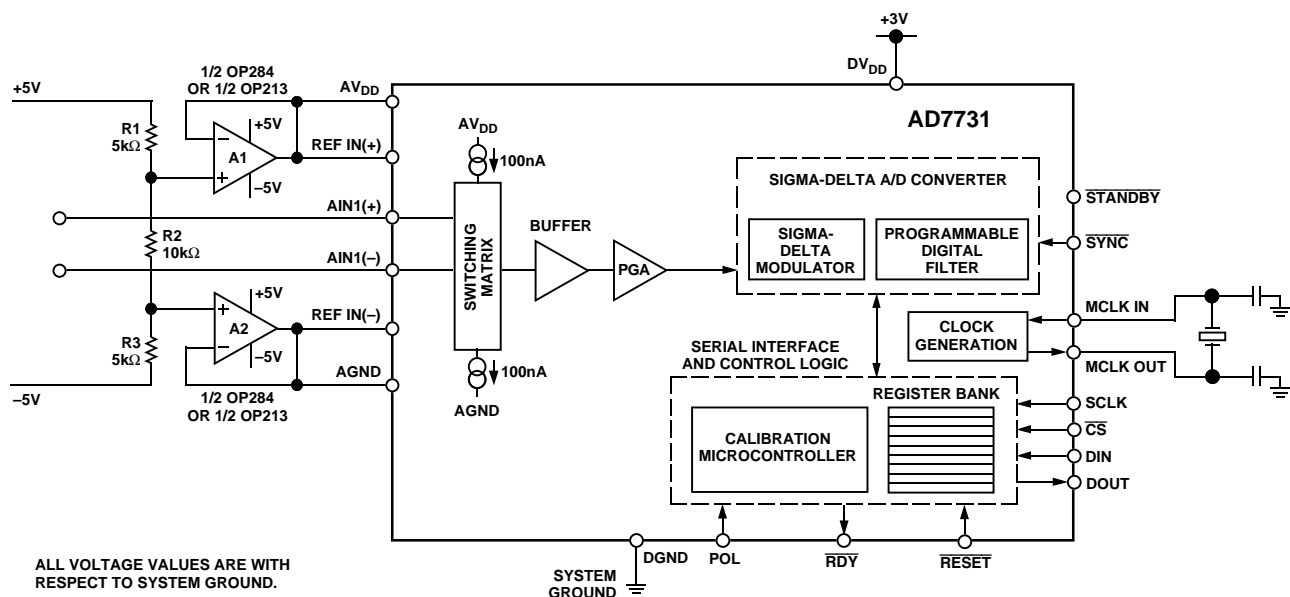 +3V
DV_DD
1/2 OP284
OR 1/2 OP213
AV_DD
+5V
R1
5kΩ
+5V
–
A1
+
–5V
REF IN(+)
AV_DD
100nA
AD7731
SIGMA-DELTA A/D CONVERTER
STANDBY
AIN1(+)
BUFFER
SIGMA-
DELTA
MODULATOR
PROGRAMMABLE
DIGITAL
FILTER
SYNC
R2
10kΩ
AIN1(–)
SWITCHING
MATRIX
PGA
+5V
+
A2
–
–5V
REF IN(–)
MCLK IN
CLOCK
GENERATION
R3
5kΩ
SERIAL INTERFACE
AND CONTROL LOGIC
MCLK OUT
AGND
100nA
–5V
1/2 OP284
OR 1/2 OP213
AGND
REGISTER BANK
SCLK
CS
CALIBRATION
MICROCONTROLLER
DIN
DOUT
ALL VOLTAGE VALUES ARE WITH
RESPECT TO SYSTEM GROUND.
SYSTEM
GROUND
DGND
POL
RDY
RESET